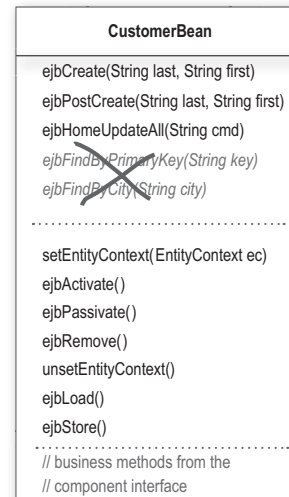 CustomerBean
ejbCreate(String last, String first)
ejbPostCreate(String last, String first)
ejbHomeUpdateAll(String cmd)
ejbFindByPrimaryKey(String key)
ejbFindByCity(String city)
setEntityContext(EntityContext ec)
ejbActivate()
ejbPassivate()
ejbRemove()
unsetEntityContext()
ejbLoad()
ejbStore()
// business methods from the
// component interface